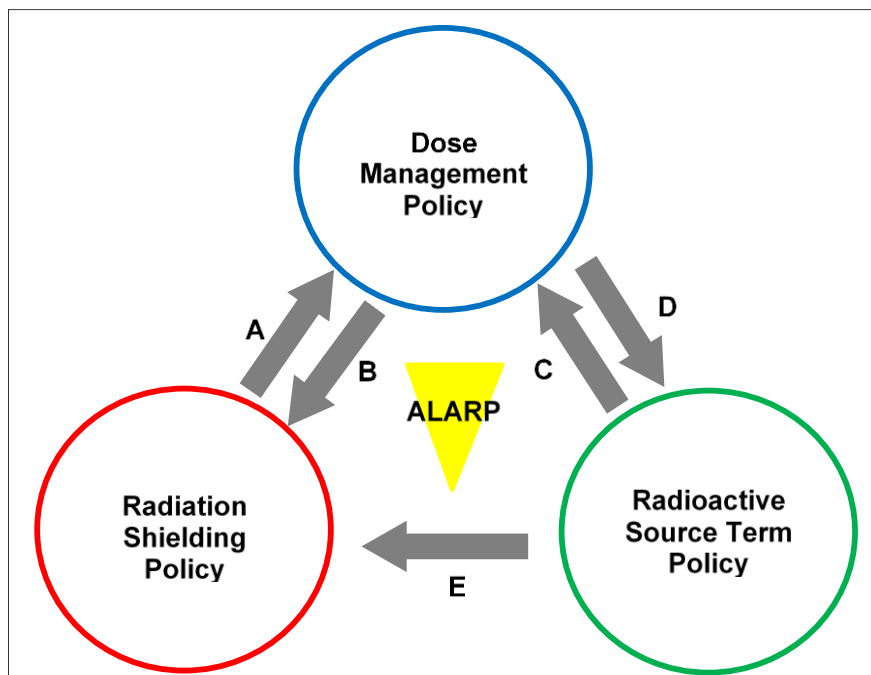 Dose
Management
Policy
A
B
C
D
ALARP
Radiation
Shielding
Policy
Radioactive
Source Term
Policy
E